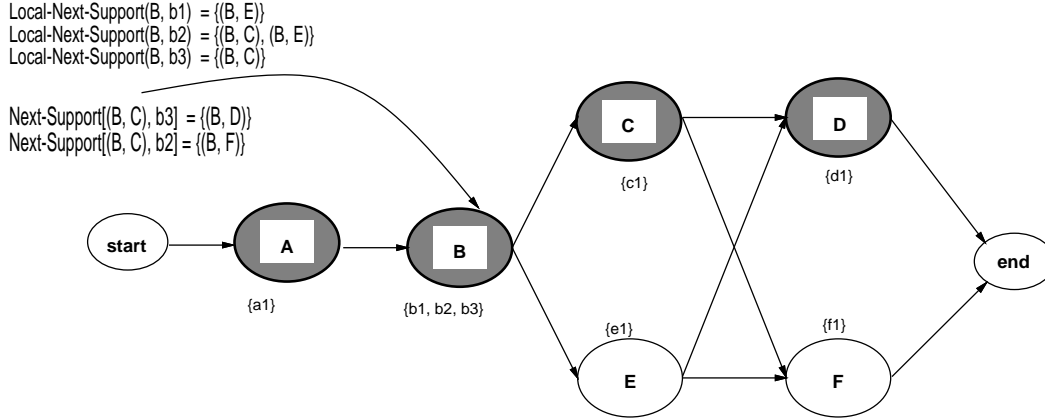 Local-Next-Support(B, b1) = {(B, E)}
Local-Next-Support(B, b2) = {(B, C), (B, E)}
Local-Next-Support(B, b3) = {(B, C)}
Next-Support[(B, C), b3] = {(B, D)}
Next-Support[(B, C), b2] = {(B, F)}
C
D
{c1}
{d1}
start
A
B
end
{a1}
{b1, b2, b3}
{e1}
{f1}
E
F